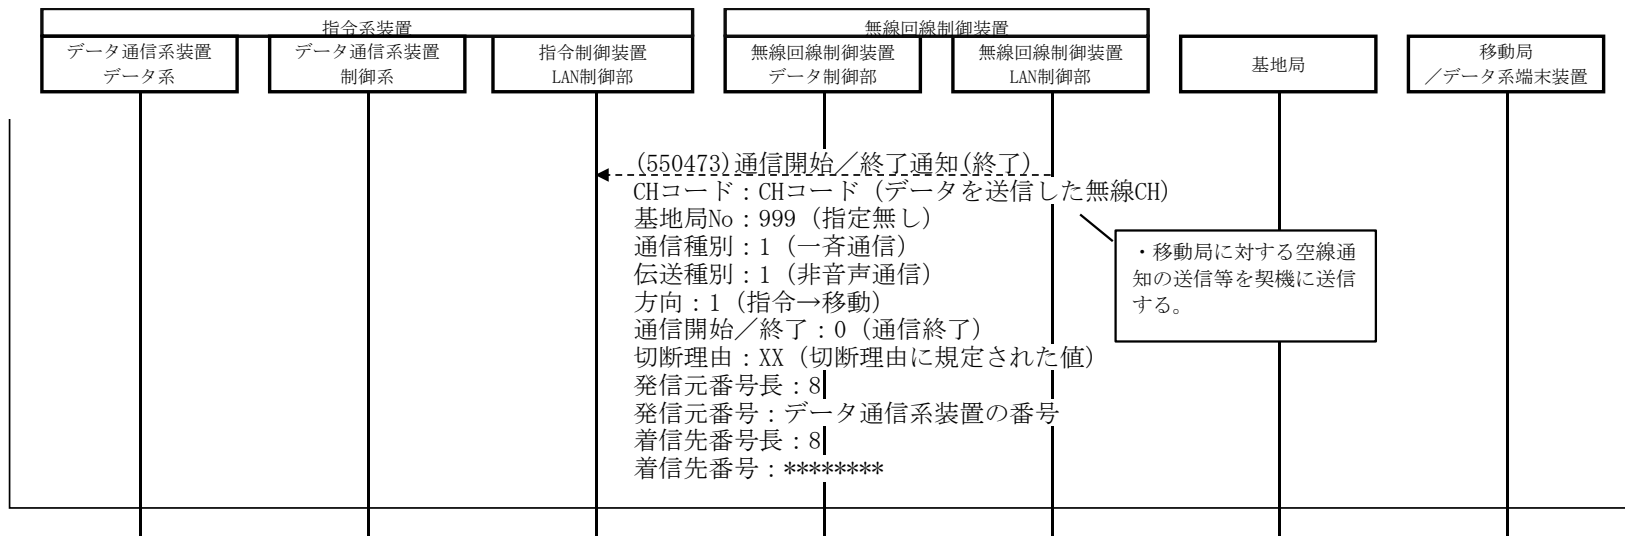 指令系装置
無線回線制御装置
データ通信系装置
データ系
データ通信系装置
制御系
指令制御装置
LAN制御部
無線回線制御装置
データ制御部
無線回線制御装置
LAN制御部
基地局
移動局
／データ系端末装置
(550473)通信開始／終了通知(終了)
CHコード：CHコード（データを送信した無線CH）
基地局No：999（指定無し）
通信種別：1（一斉通信）
伝送種別：1（非音声通信）
方向：1（指令→移動）
通信開始／終了：0（通信終了）
切断理由：XX（切断理由に規定された値）
発信元番号長：8
発信元番号：データ通信系装置の番号
着信先番号長：8
着信先番号：********
・移動局に対する空線通
知の送信等を契機に送信
する。